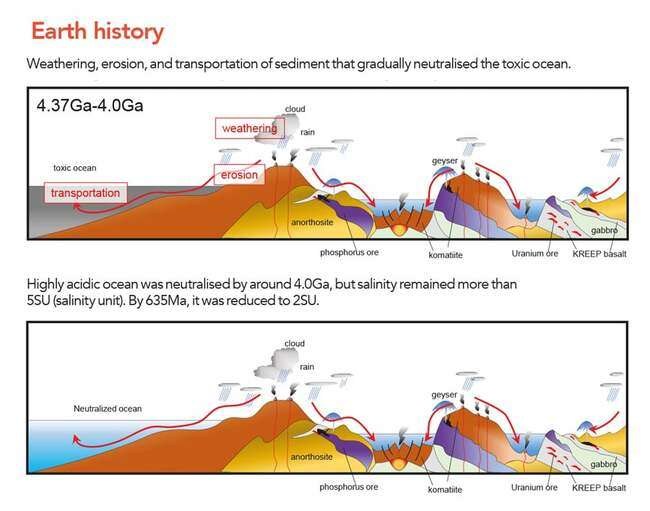 Earth history
Weathering, erosion, and transportation of sediment that gradually neutralised the toxic ocean.
4.37Ga-4.0Ga
cloud
weathering
rain
toxic ocean
geyser
erosion
transportation
anorthosite
gabbro
phosphorus ore
komatiite
Uranium ore
KREEP basalt
Highly acidic ocean was neutralised by around 4.0Ga, but salinity remained more than
5SU (salinity unit). By 635Ma, it was reduced to 2SU.
cloud
rain
geyser
Neutralized ocean
anorthosite
gabbro
phosphorus ore
komatiite
Uranium ore
KREEP basalt